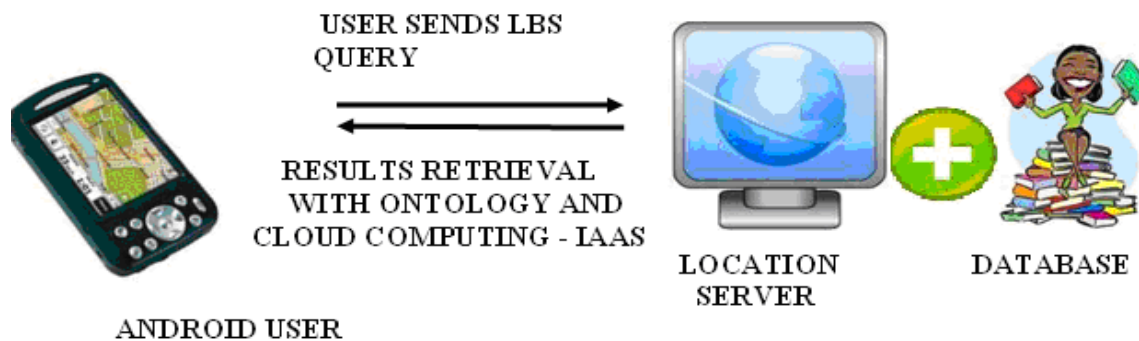 USER SENDS LBS
QUERY
RESULTS RETRIEVAL
WITH ONTOLOGY AND
CLOUD COMPUTING - IAAS
LOCATION
SERVER
DATABASE
ANDROID USER